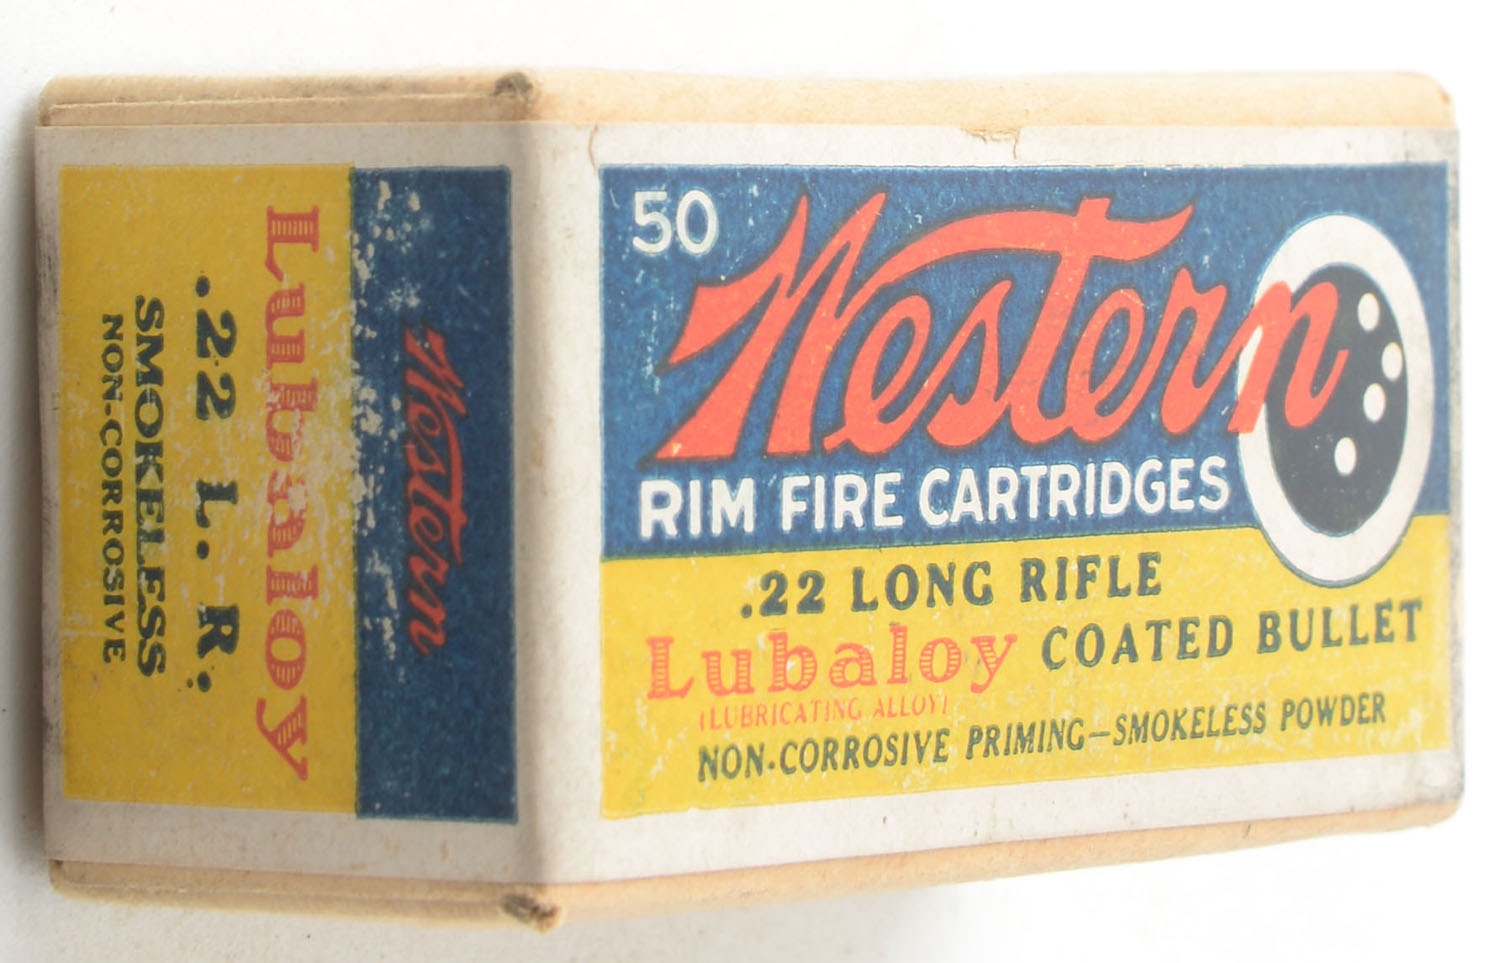 50
Western
RIM FIRE CARTRIDGES
.22 LONG RIFLE
Lubaloy COATED BULLET
(LUBRICATING ALLOY)
NON-CORROSIVE PRIMING—SMOKELESS POWDER
Western
Lubaloy
.22 L. R.
SMOKELESS
NON-CORROSIVE